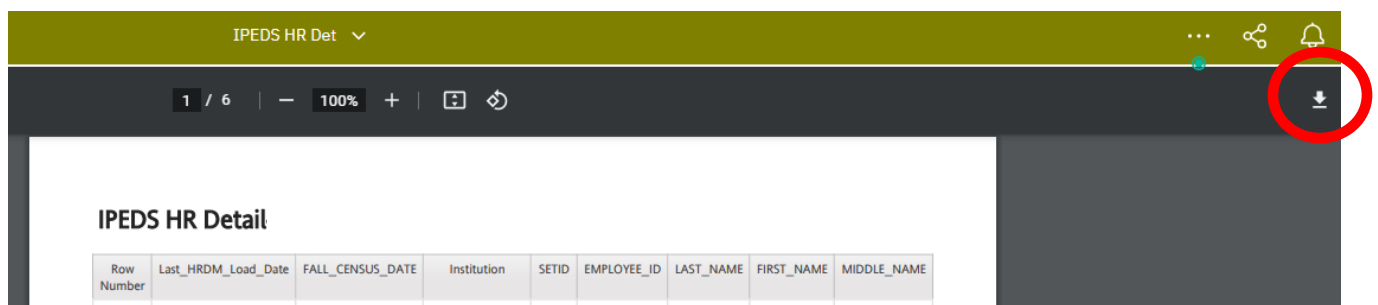 IPEDS HR Det
1 / 6 100%
IPEDS HR Detail
Row Number Last_HRDM_Load_Date FALL_CENSUS_DATE Institution SETID EMPLOYEE_ID LAST_NAME FIRST_NAME MIDDLE_NAME